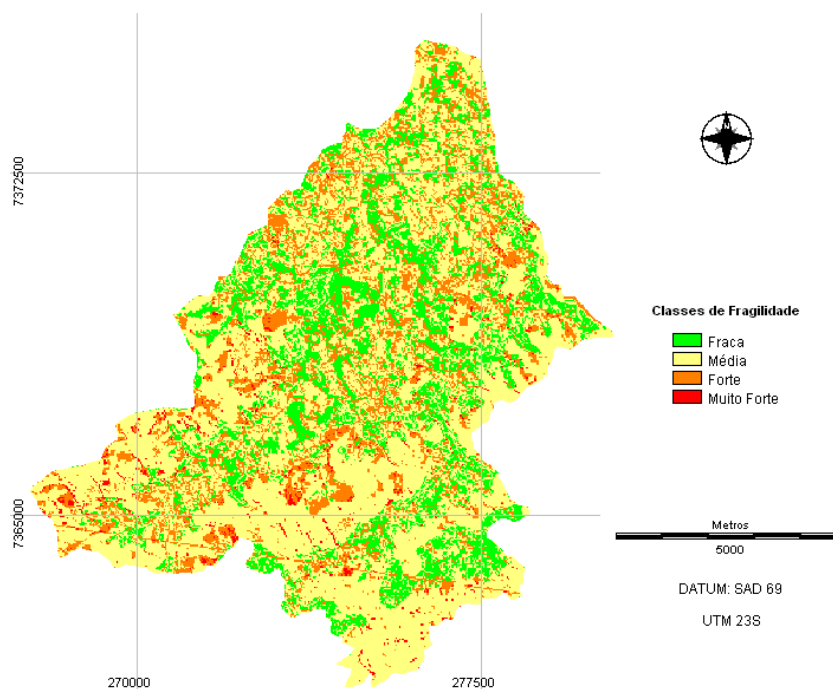 7372500
7365000
270000
277500
Classes de Fragilidade
Fraca
Média
Forte
Muito Forte
Metros
5000
DATUM: SAD 69
UTM 23S